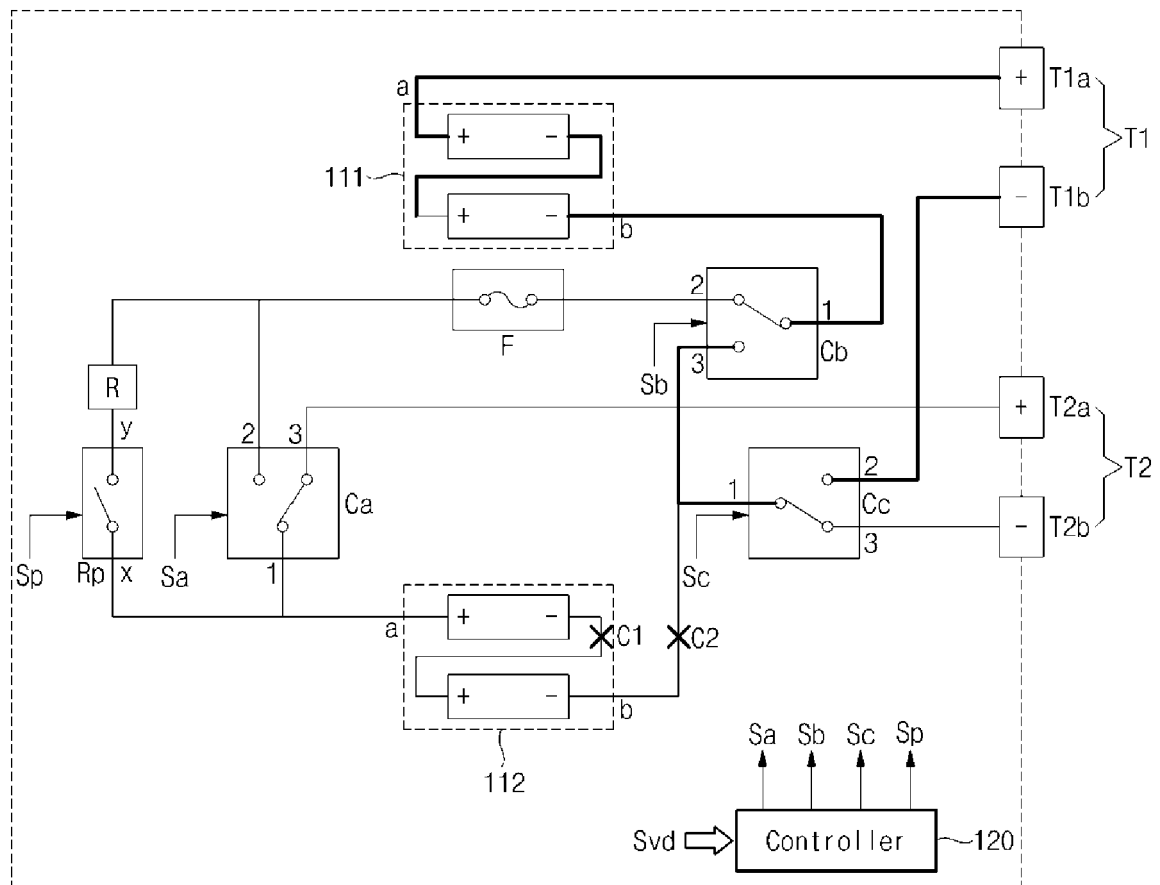 + T1a
a
+ -
T1
111
+ -
b
- T1b
2
1
F
Cb
3
Sb
R
y
+ T2a
2 3
2
T2
Ca
1
Cc
- T2b
3
Sp Rp x Sa 1
Sc
a
+ -
C1 C2
+ -
b
112
Sa Sb Sc Sp
Svd Controller 120